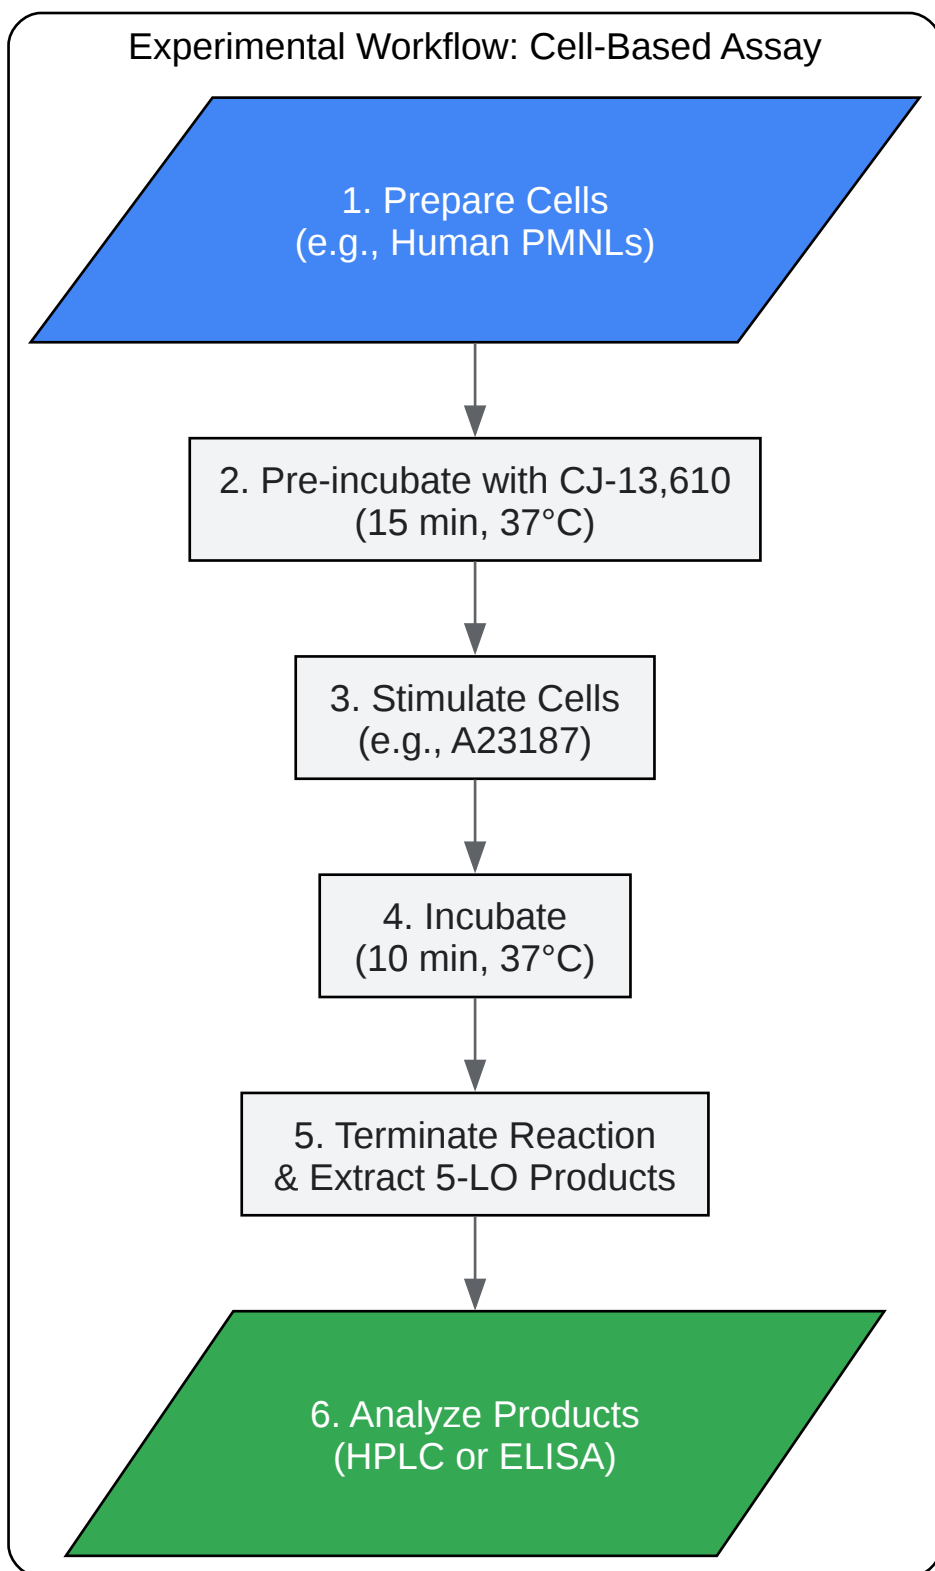 Experimental Workflow: Cell-Based Assay
1. Prepare Cells
(e.g., Human PMNLs)
2. Pre-incubate with CJ-13,610
(15 min, 37°C)
3. Stimulate Cells
(e.g., A23187)
4. Incubate
(10 min, 37°C)
5. Terminate Reaction
& Extract 5-LO Products
6. Analyze Products
(HPLC or ELISA)